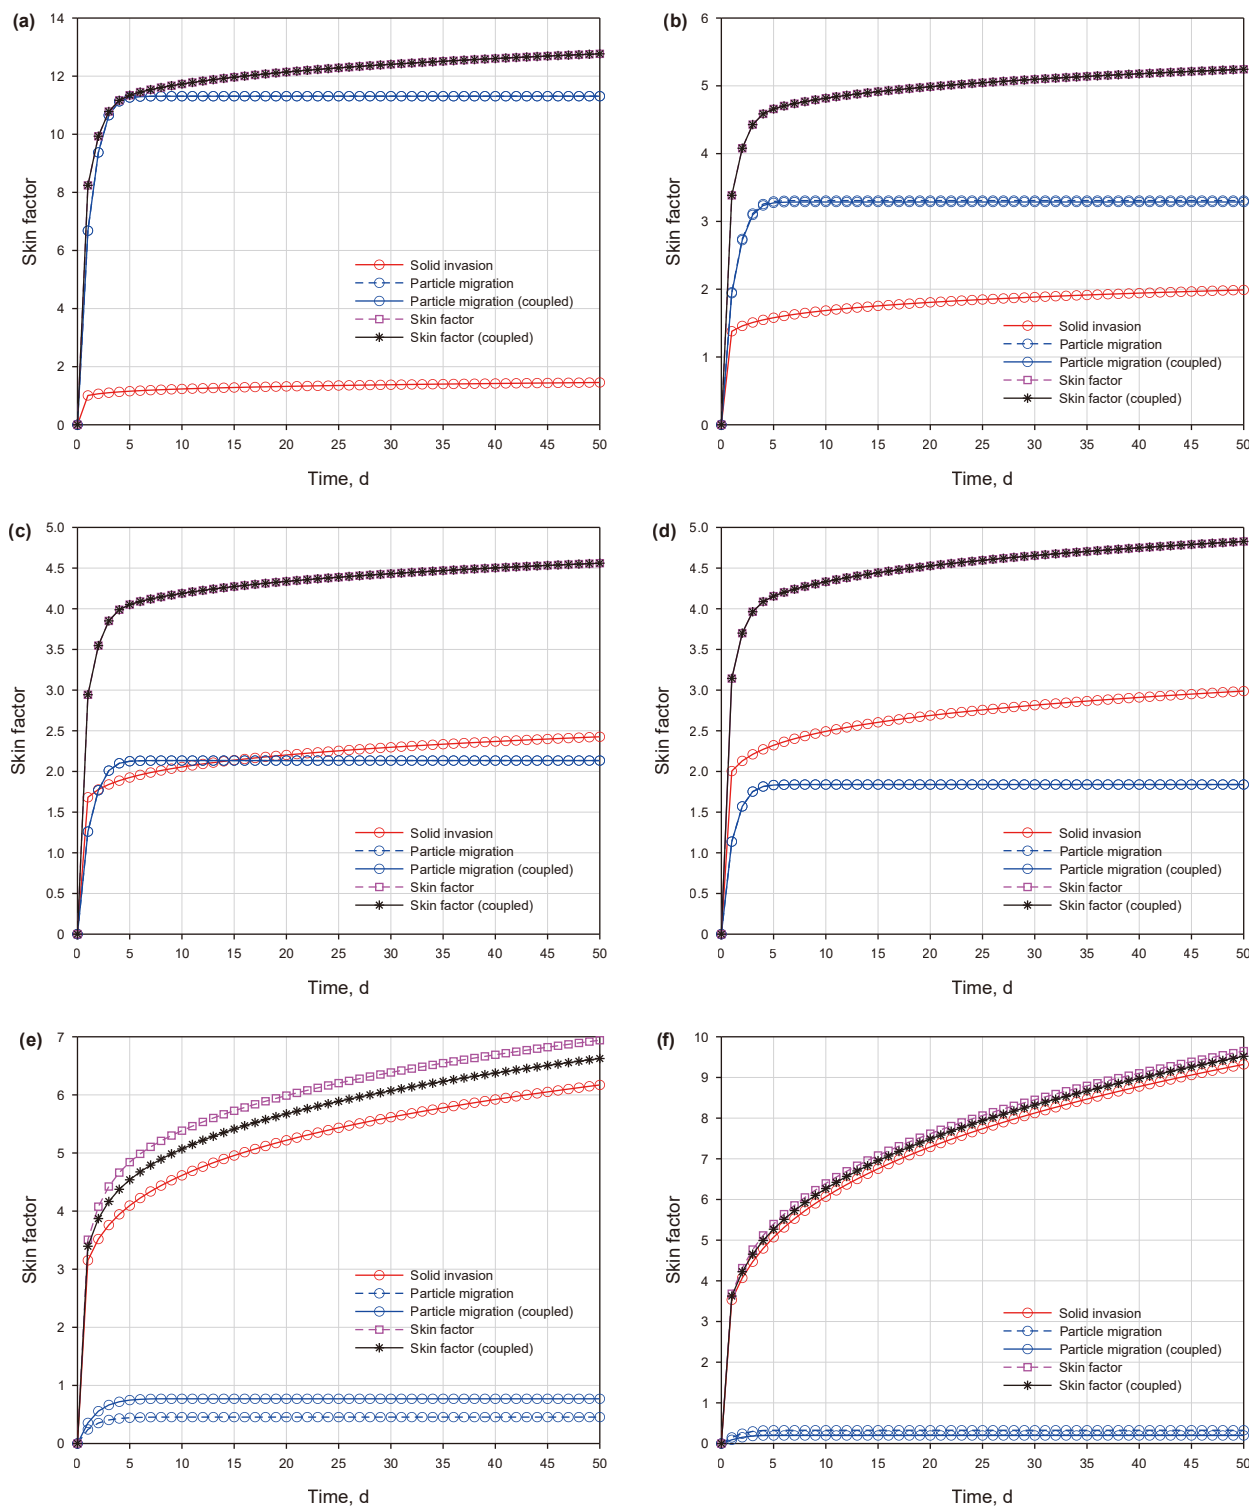 (a)
14
12
10
8
6
4
2
0
Skin factor
Solid invasion
Particle migration
Particle migration (coupled)
Skin factor
Skin factor (coupled)
0 5 10 15 20 25 30 35 40 45 50
Time, d
(b)
6
5
4
3
2
1
0
Skin factor
Solid invasion
Particle migration
Particle migration (coupled)
Skin factor
Skin factor (coupled)
0 5 10 15 20 25 30 35 40 45 50
Time, d
(c)
5.0
4.5
4.0
3.5
3.0
2.5
2.0
1.5
1.0
0.5
0
Skin factor
Solid invasion
Particle migration
Particle migration (coupled)
Skin factor
Skin factor (coupled)
0 5 10 15 20 25 30 35 40 45 50
Time, d
(d)
5.0
4.5
4.0
3.5
3.0
2.5
2.0
1.5
1.0
0.5
0
Skin factor
Solid invasion
Particle migration
Particle migration (coupled)
Skin factor
Skin factor (coupled)
0 5 10 15 20 25 30 35 40 45 50
Time, d
(e)
7
6
5
4
3
2
1
0
Skin factor
Solid invasion
Particle migration
Particle migration (coupled)
Skin factor
Skin factor (coupled)
0 5 10 15 20 25 30 35 40 45 50
Time, d
(f)
10
9
8
7
6
5
4
3
2
1
0
Skin factor
Solid invasion
Particle migration
Particle migration (coupled)
Skin factor
Skin factor (coupled)
0 5 10 15 20 25 30 35 40 45 50
Time, d